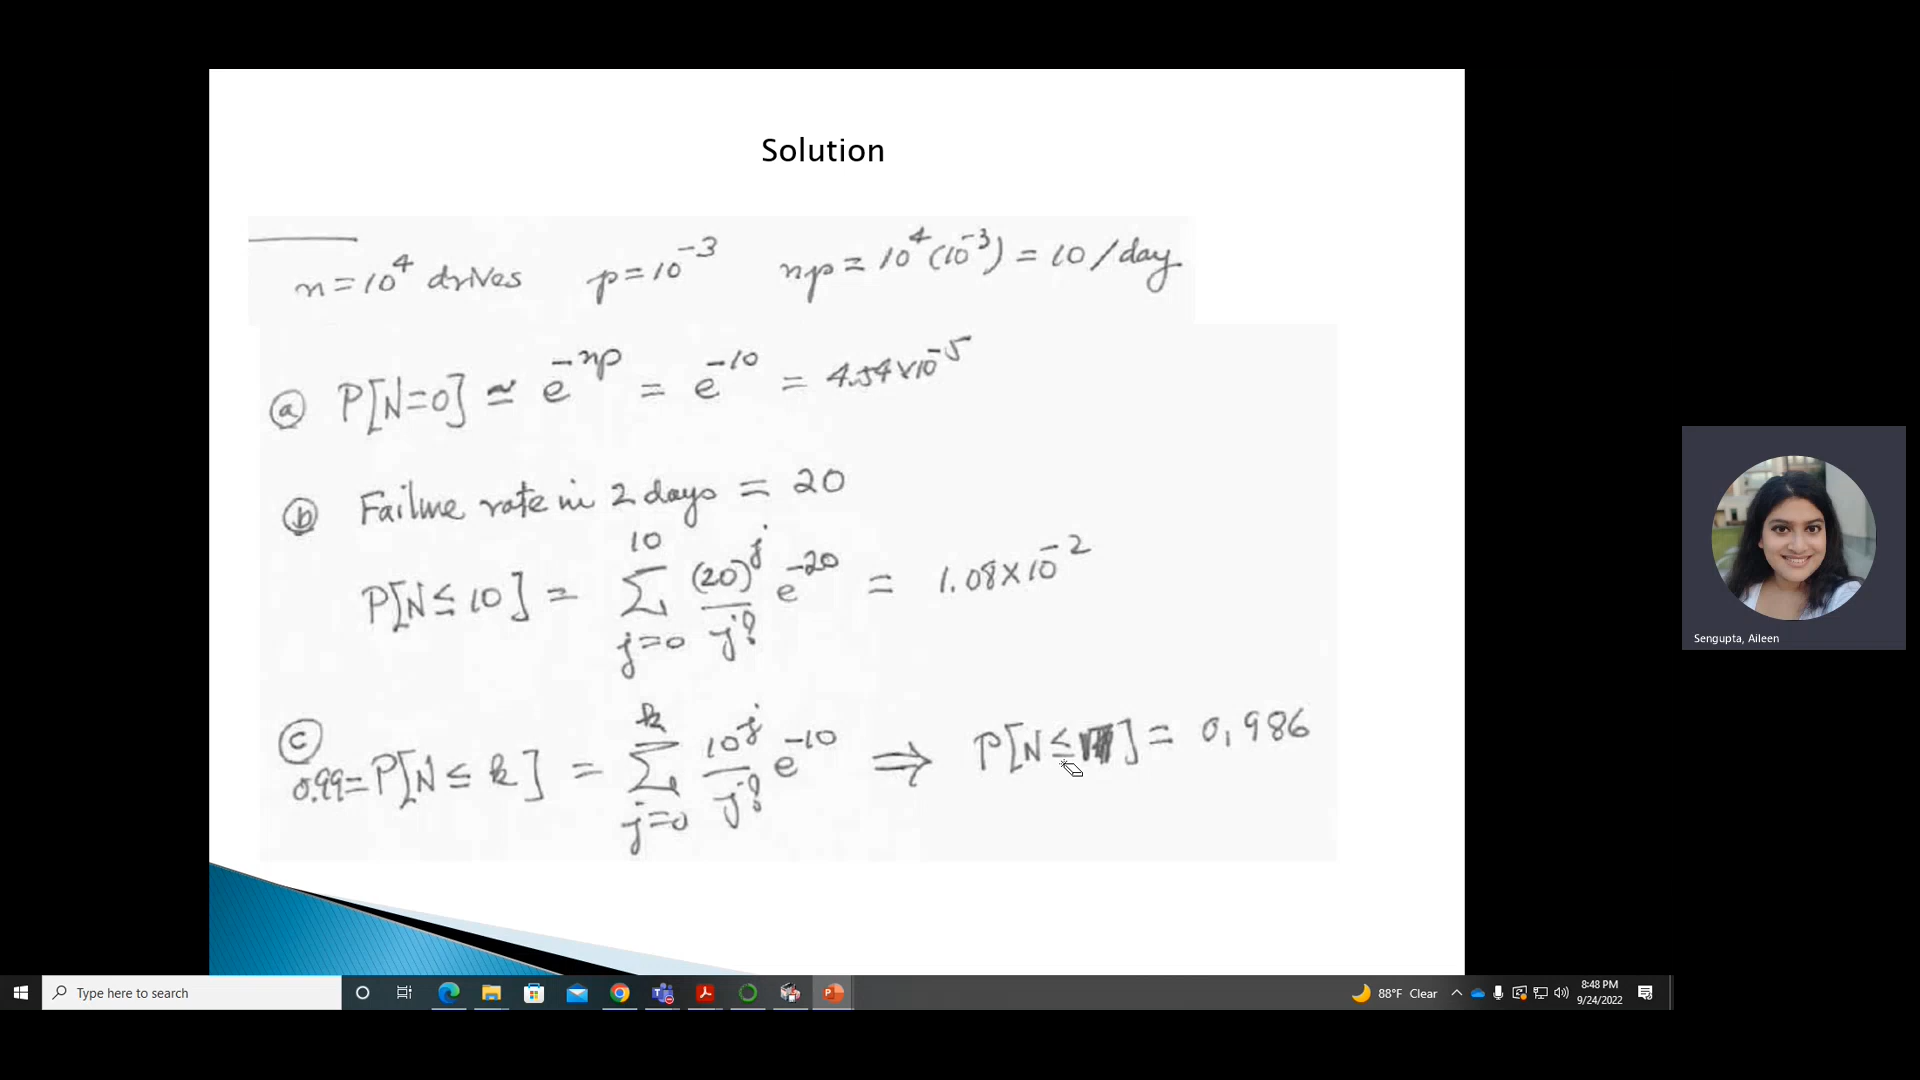 Solution
n = 10^4 drives p = 10^-3 np = 10^4 (10^-3) = 10 /day
(a) P[N=0] ≃ e^-np = e^-10 = 4.54 x 10^-5
(b) Failure rate in 2 days = 20
P[N ≤ 10] = ∑_{j=0}^{10} (20)^j / j! e^-20 = 1.08 x 10^-2
(c)
0.99 = P[N ≤ k] = ∑_{j=0}^{k} 10^j / j! e^-10 ⇒ P[N ≤ ] = 0.986
Sengupta, Aileen
Type here to search
88°F Clear
8:48 PM
9/24/2022